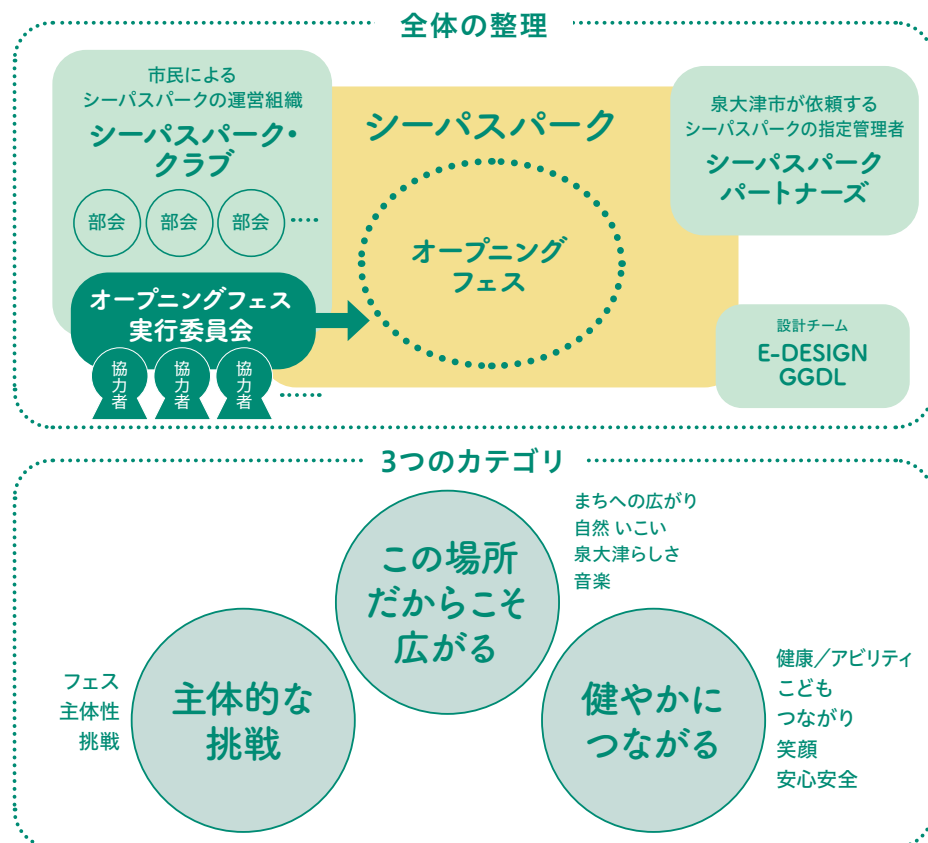 全体の整理
市民による
シーパスパークの運営組織
シーパスパーク・
クラブ
部会
部会
部会
オープニングフェス
実行委員会
協力者
協力者
協力者
シーパスパーク
オープニング
フェス
泉大津市が依頼する
シーパスパークの指定管理者
シーパスパーク
パートナーズ
設計チーム
E-DESIGN
GGDL
3つのカテゴリ
この場所
だからこそ
広がる
まちへの広がり
自然 いこい
泉大津らしさ
音楽
フェス
主体性
挑戦
主体的な
挑戦
健やかに
つながる
健康／アビリティ
こども
つながり
笑顔
安心安全